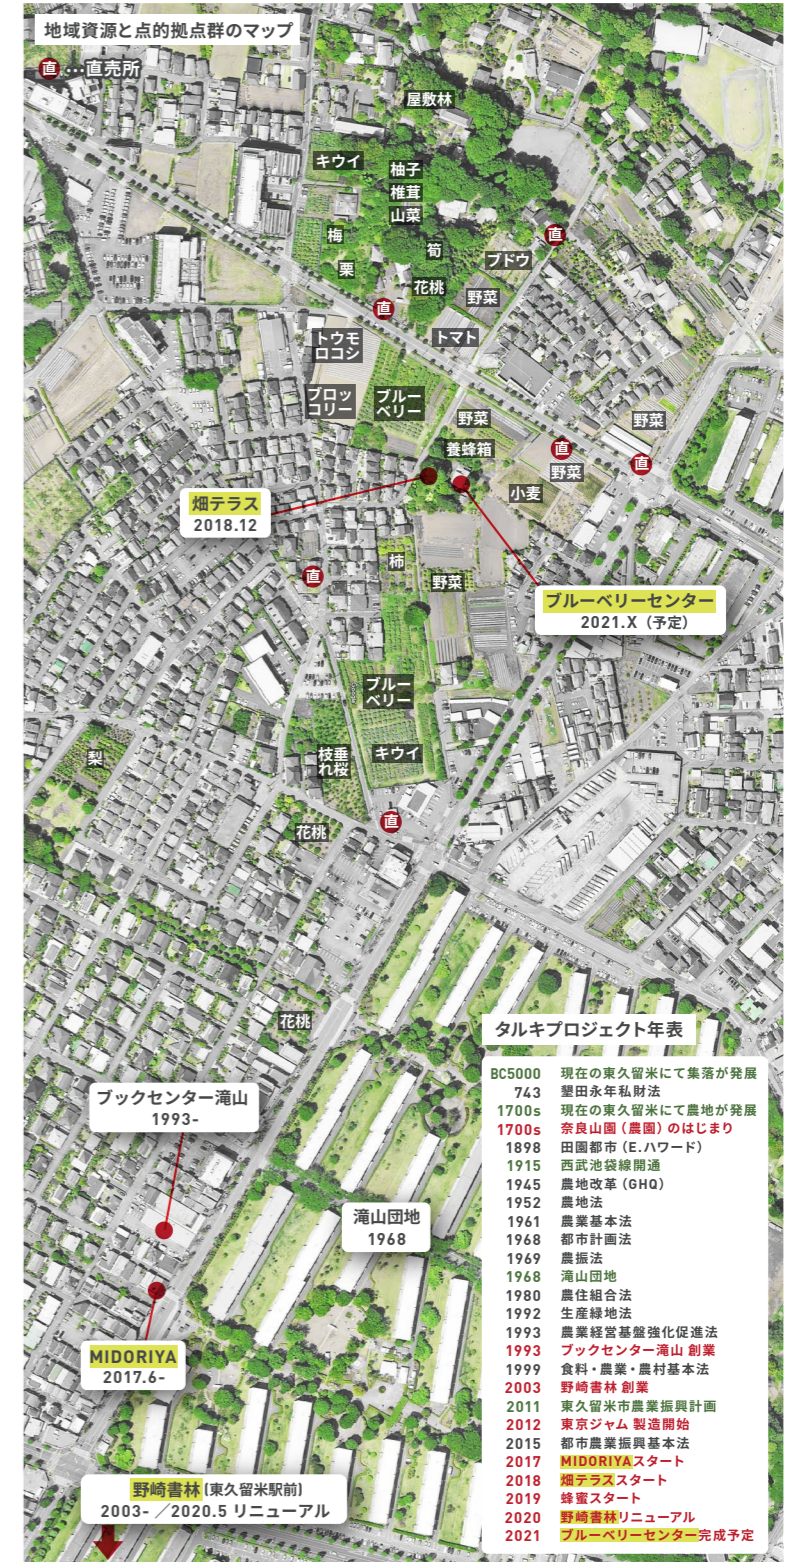 地域資源と点的拠点群のマップ
直…直売所
屋敷林
キウイ
柚子
椎茸
山菜
梅
筍
直
ブドウ
栗
花桃
野菜
直
トウモ
ロコシ
トマト
ブロッ
コリー
ブルー
ベリー
野菜
野菜
養蜂箱
直
野菜
直
小麦
畑テラス
2018.12
柿
直
野菜
ブルーベリーセンター
2021.X（予定）
ブルー
ベリー
枝垂
れ桜
キウイ
梨
直
花桃
花桃
ブックセンター滝山
1993-
滝山団地
1968
MIDORIYA
2017.6-
野崎書林（東久留米駅前）
2003- ／2020.5 リニューアル
タルキプロジェクト年表
BC5000 現在の東久留米にて集落が発展
743 墾田永年私財法
1700s 現在の東久留米にて農地が発展
1700s 奈良山園（農園）のはじまり
1898 田園都市（E.ハワード）
1915 西武池袋線開通
1945 農地改革（GHQ）
1952 農地法
1961 農業基本法
1968 都市計画法
1969 農振法
1968 滝山団地
1980 農住組合法
1992 生産緑地法
1993 農業経営基盤強化促進法
1993 ブックセンター滝山 創業
1999 食料・農業・農村基本法
2003 野崎書林 創業
2011 東久留米市農業振興計画
2012 東京ジャム 製造開始
2015 都市農業振興基本法
2017 MIDORIYAスタート
2018 畑テラススタート
2019 蜂蜜スタート
2020 野崎書林リニューアル
2021 ブルーベリーセンター完成予定